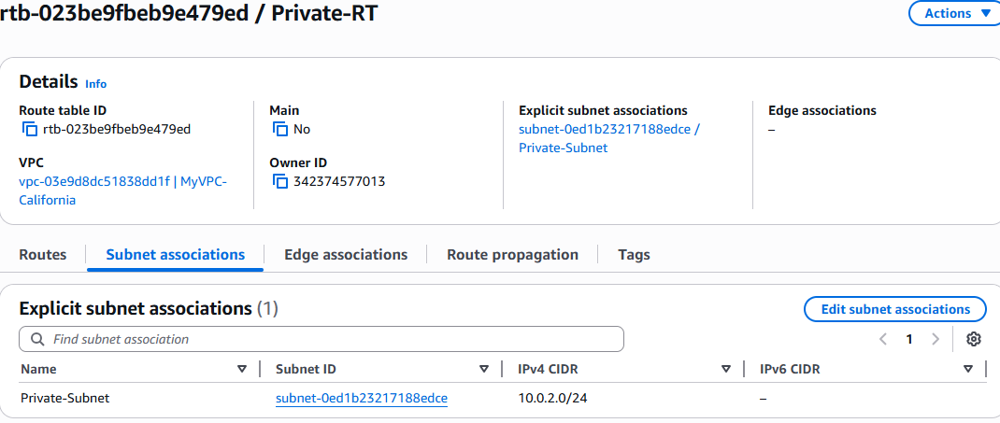 rtb-023be9fbeb9e479ed / Private-RT
Actions
Details Info
Route table ID
rtb-023be9fbeb9e479ed
Main
No
Explicit subnet associations
subnet-0ed1b23217188edce /
Private-Subnet
Edge associations
–
VPC
vpc-03e9d8dc51838dd1f | MyVPC-
California
Owner ID
342374577013
Routes
Subnet associations
Edge associations
Route propagation
Tags
Explicit subnet associations (1)
Edit subnet associations
Find subnet association
1
Name
Subnet ID
IPv4 CIDR
IPv6 CIDR
Private-Subnet
subnet-0ed1b23217188edce
10.0.2.0/24
–